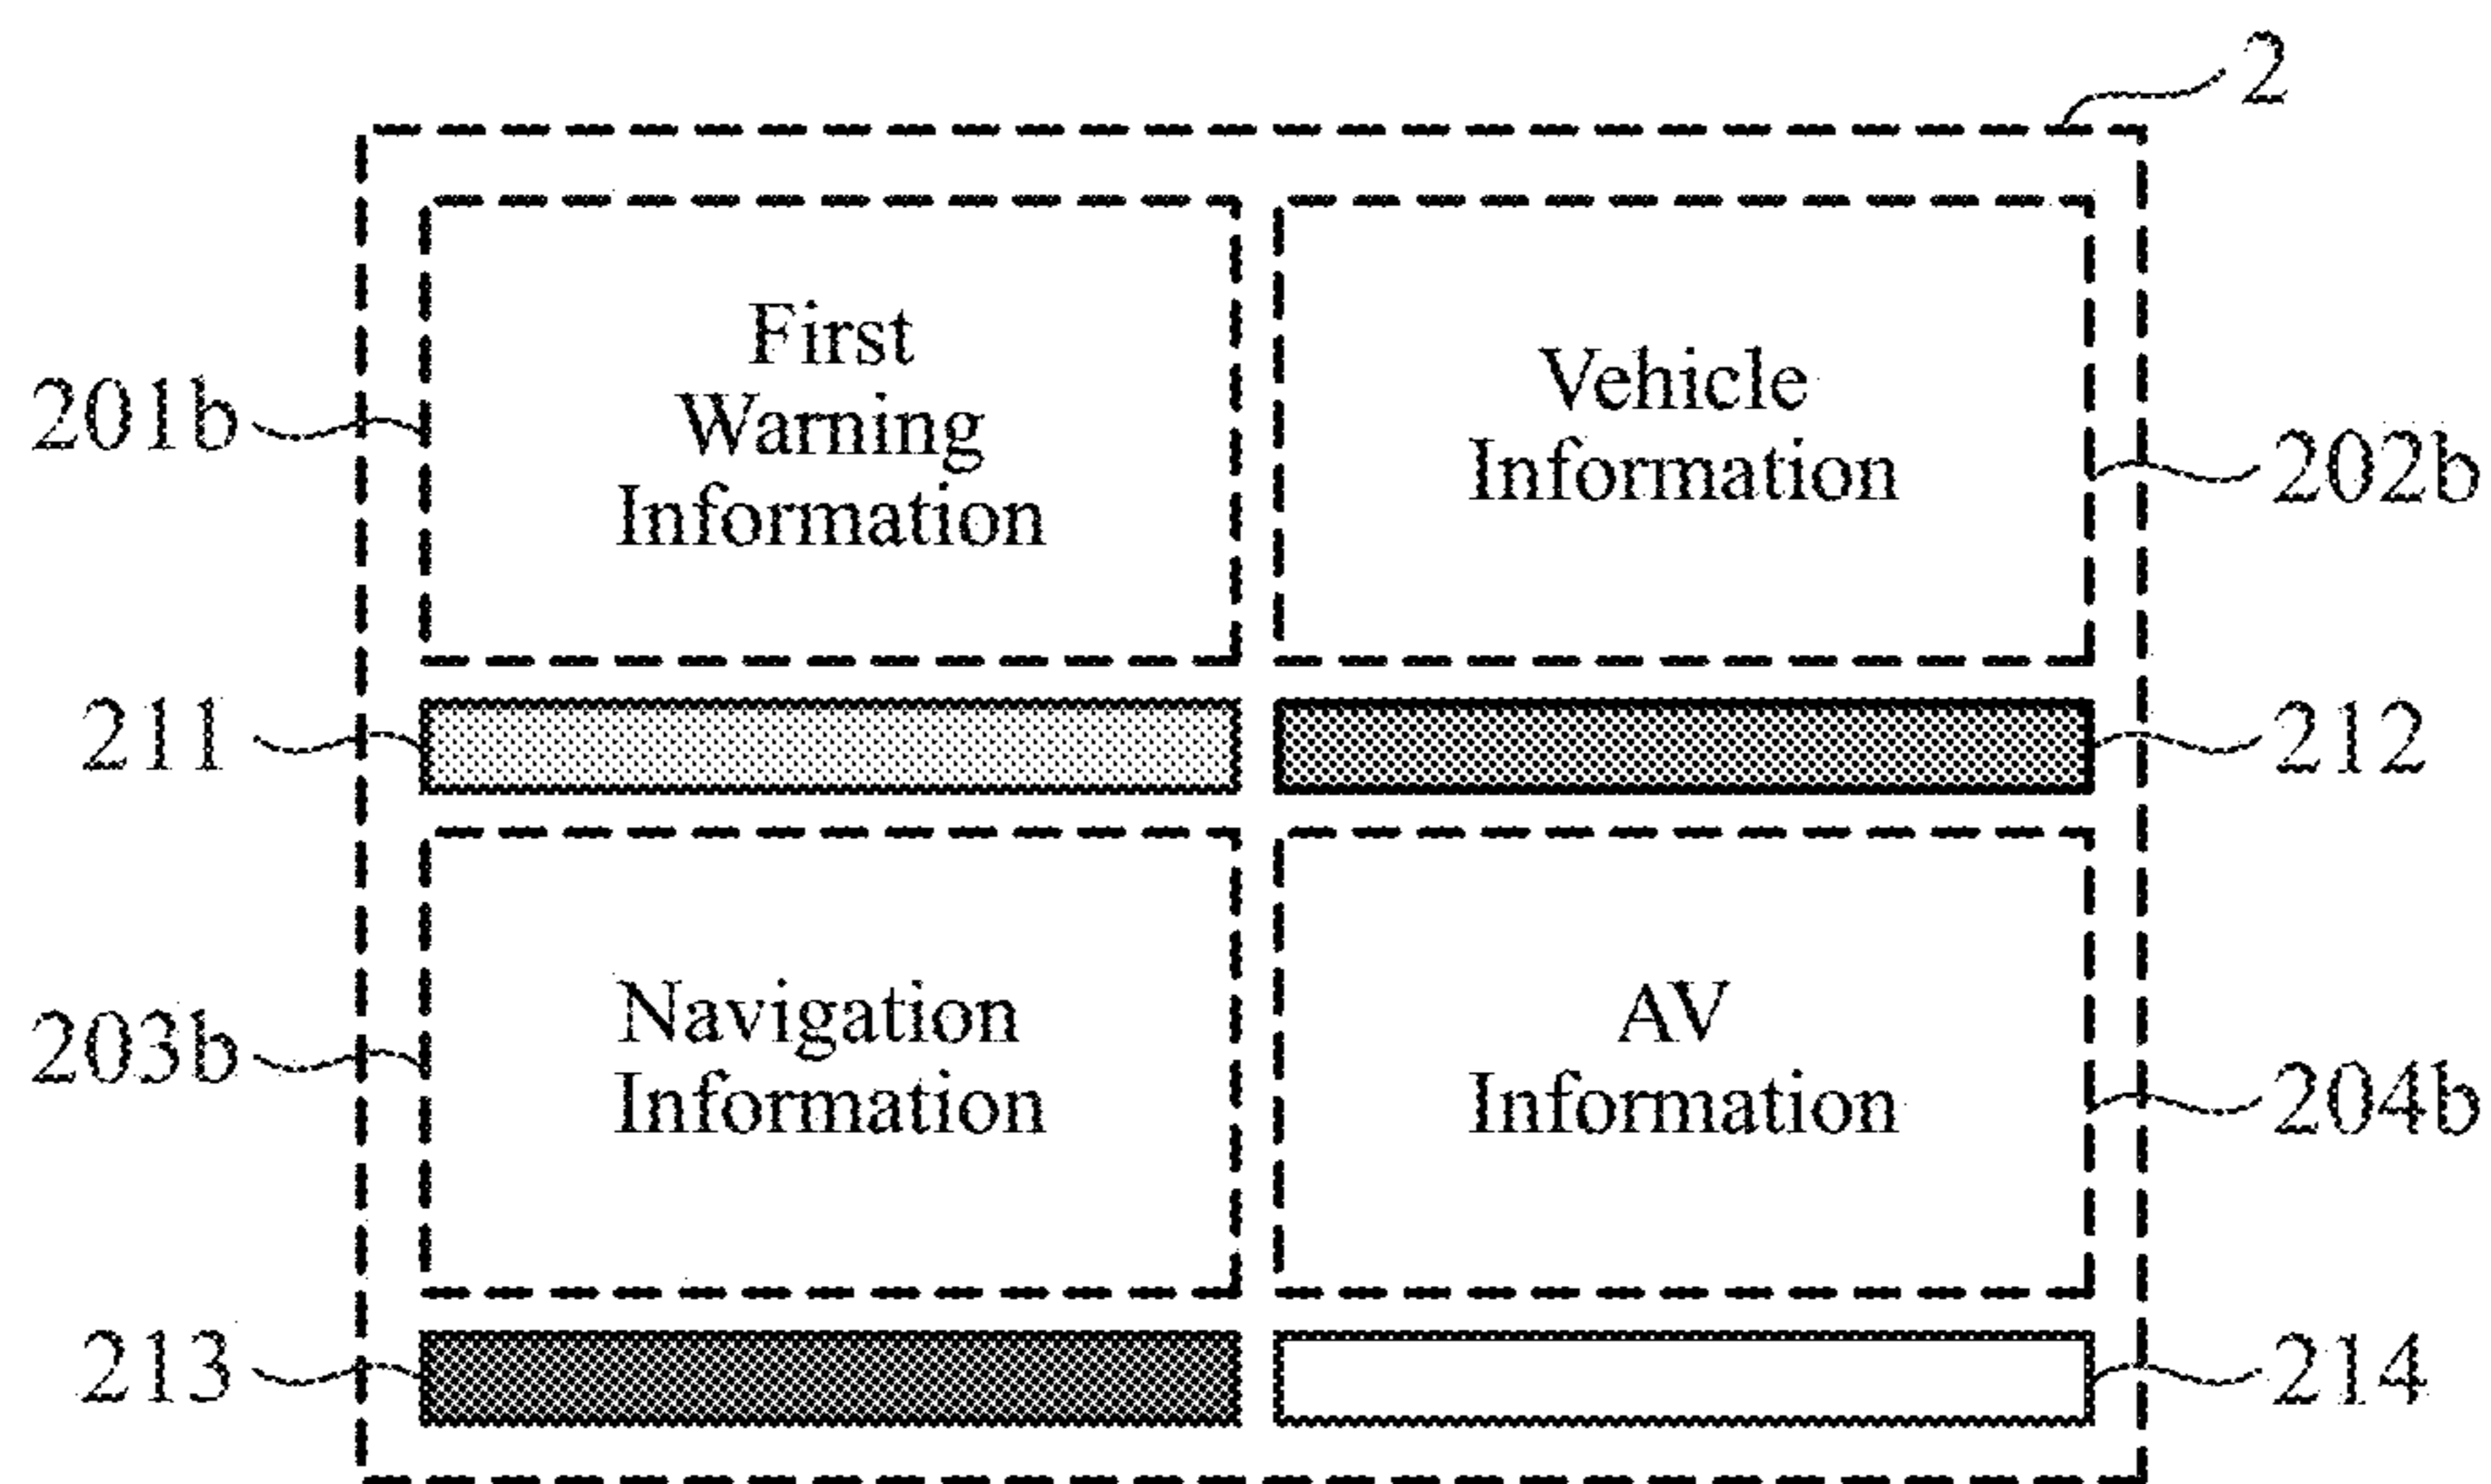 2
First
Warning
Information
Vehicle
Information
201b
202b
211
212
Navigation
Information
AV
Information
203b
204b
213
214